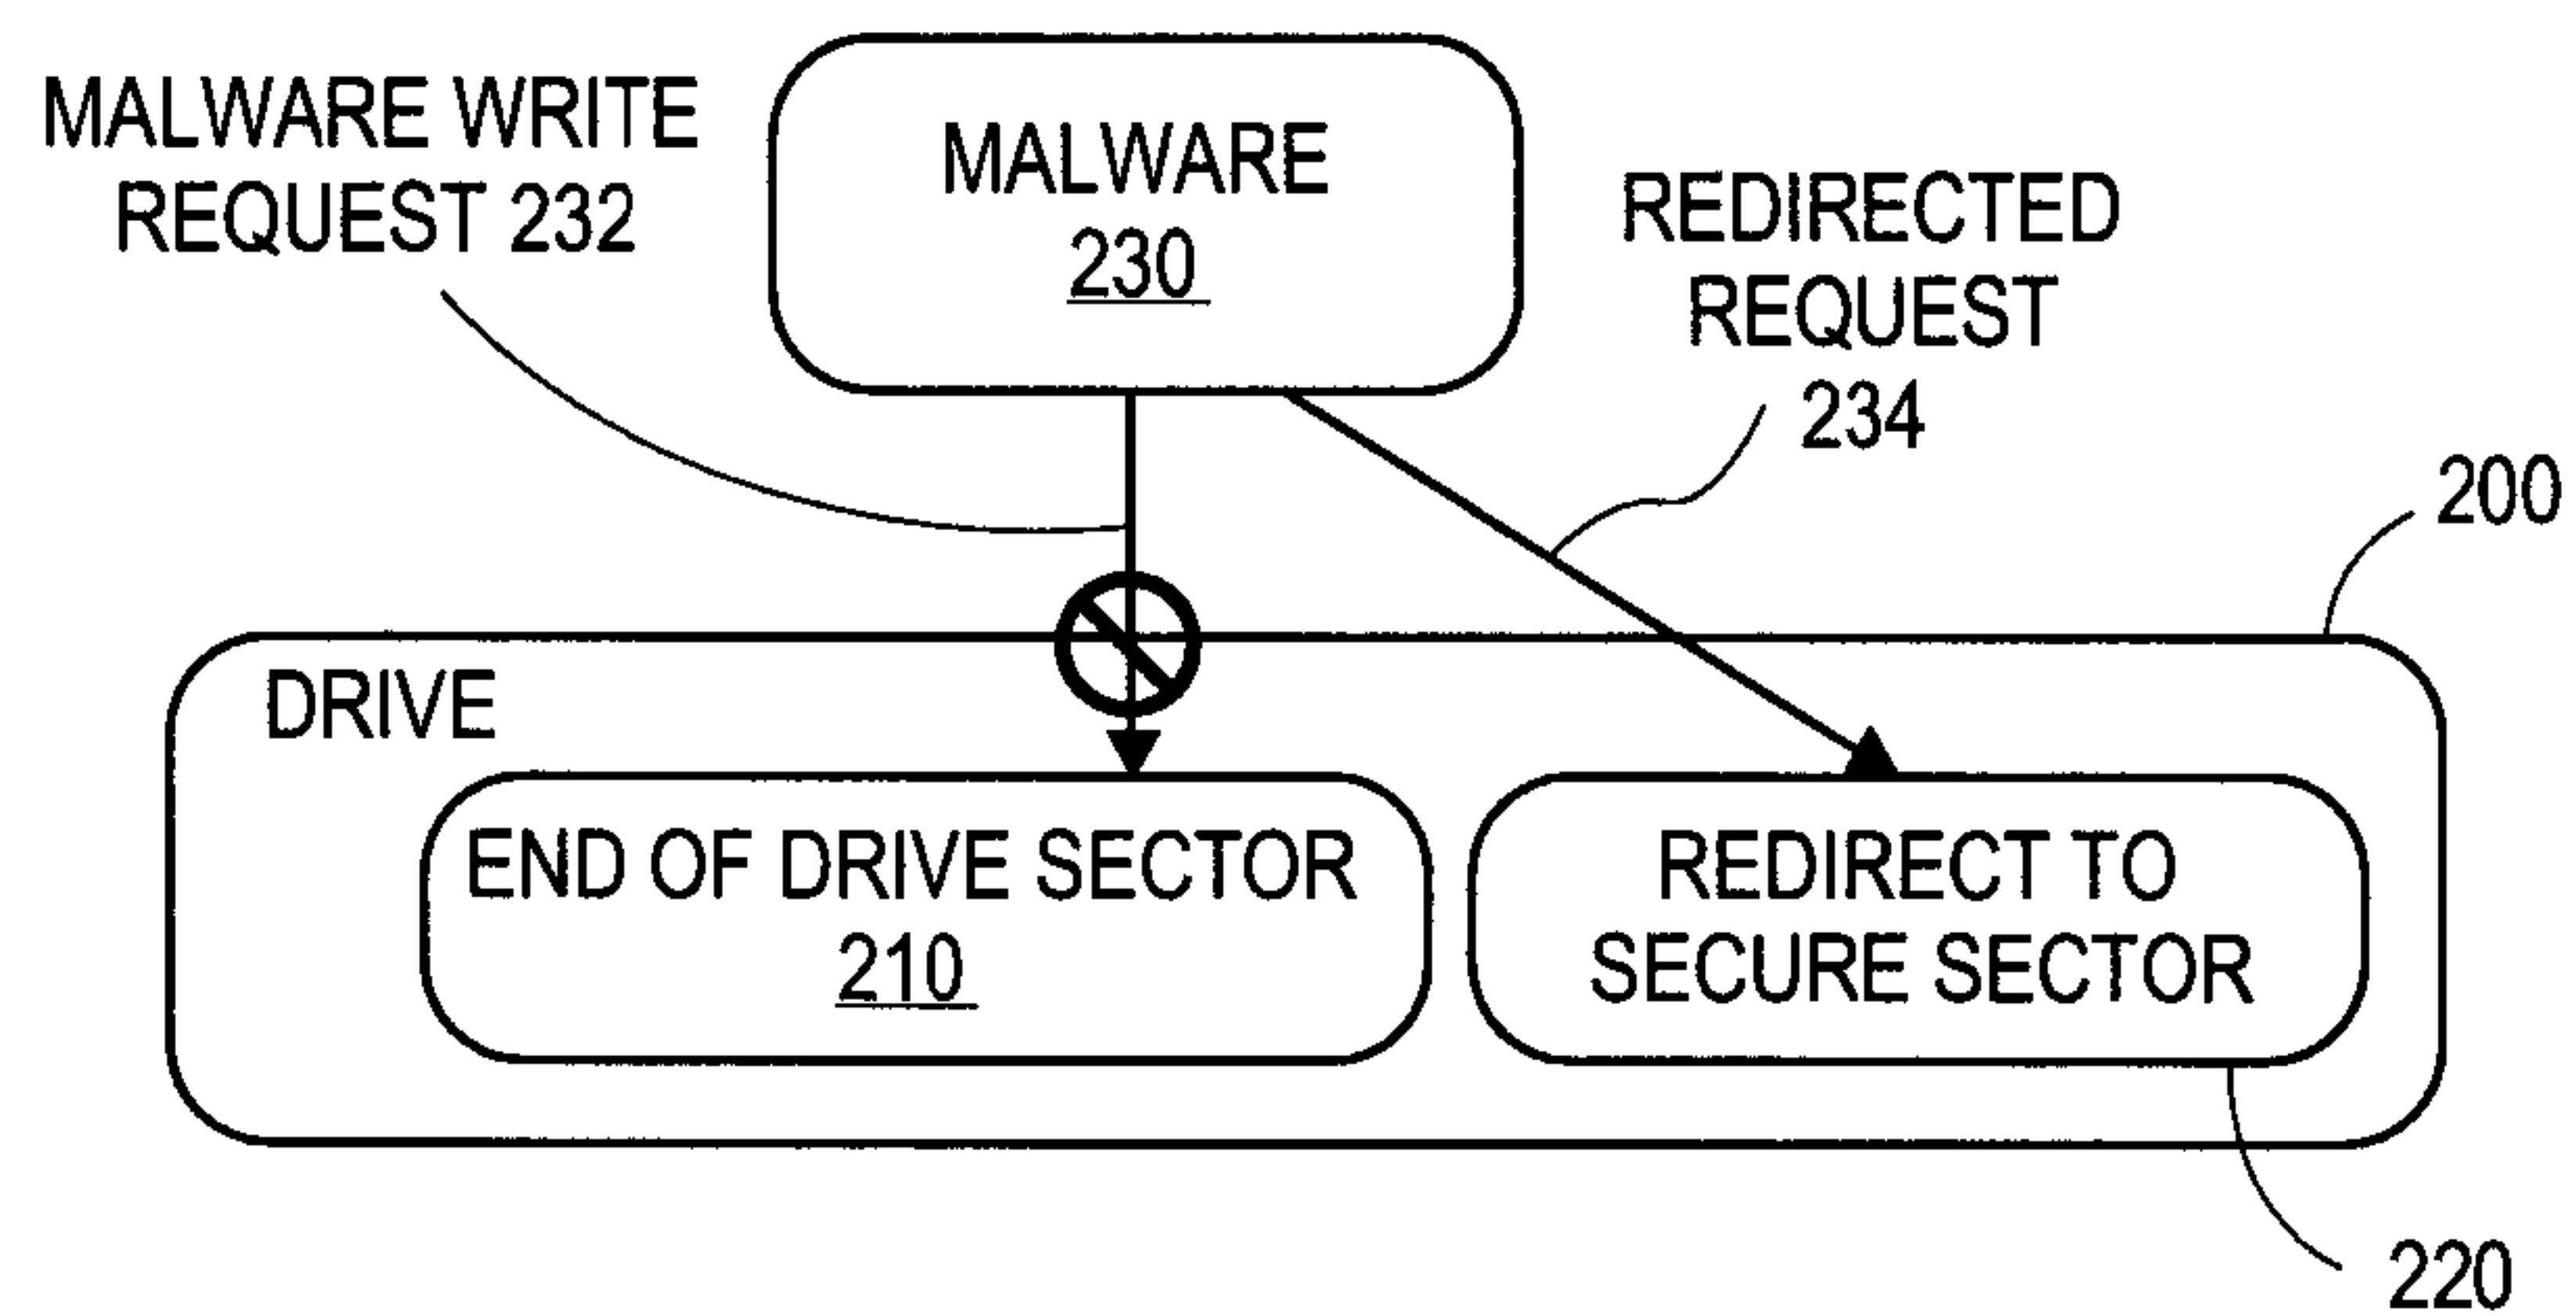 MALWARE WRITE
REQUEST 232
MALWARE
230
REDIRECTED
REQUEST
234
200
DRIVE
END OF DRIVE SECTOR
210
REDIRECT TO
SECURE SECTOR
220